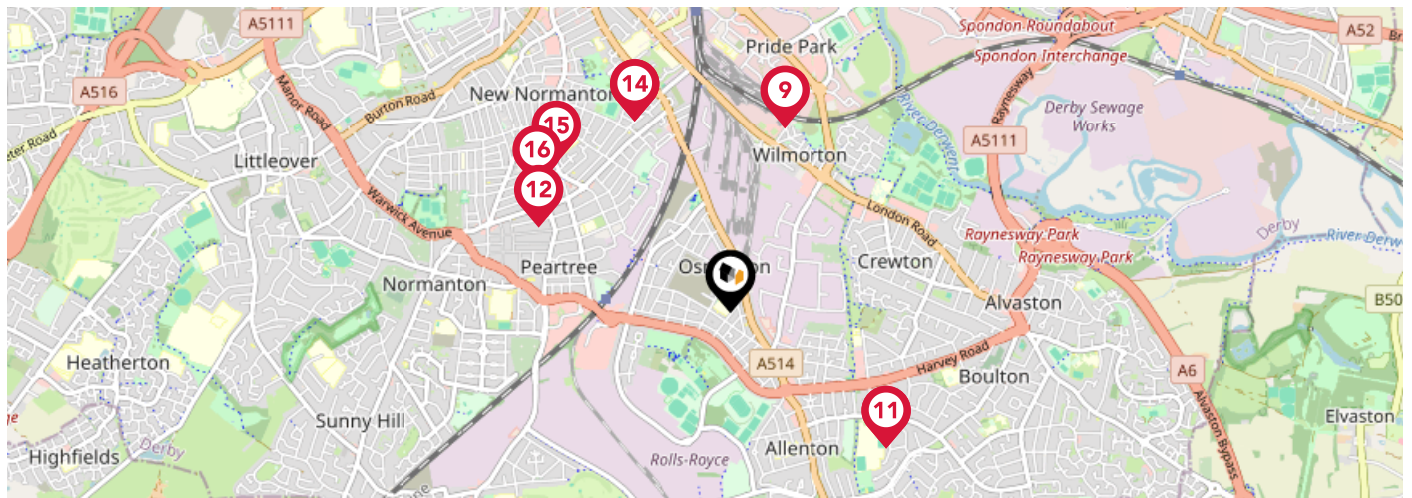 A5111
Spondon Roundabout
A52
Pride Park
Spondon Interchange
A516
Manor Road
14
9
Raynesway
New Normanton
Burton Road
River Derwent
Derby Sewage
Works
15
A5111
eter Road
16
Wilmorton
Littleover
12
Warwick Avenue
London Road
Raynesway Park
Derby
River Derw
Raynesway Park
Peartree
Crewton
Normanton
Alvaston
B50
Heatherton
A514
Harvey Road
Boulton
A6
11
Alvaston Bypass
Sunny Hill
Elvaston
Derby
Allenton
Highfields
Rolls-Royce